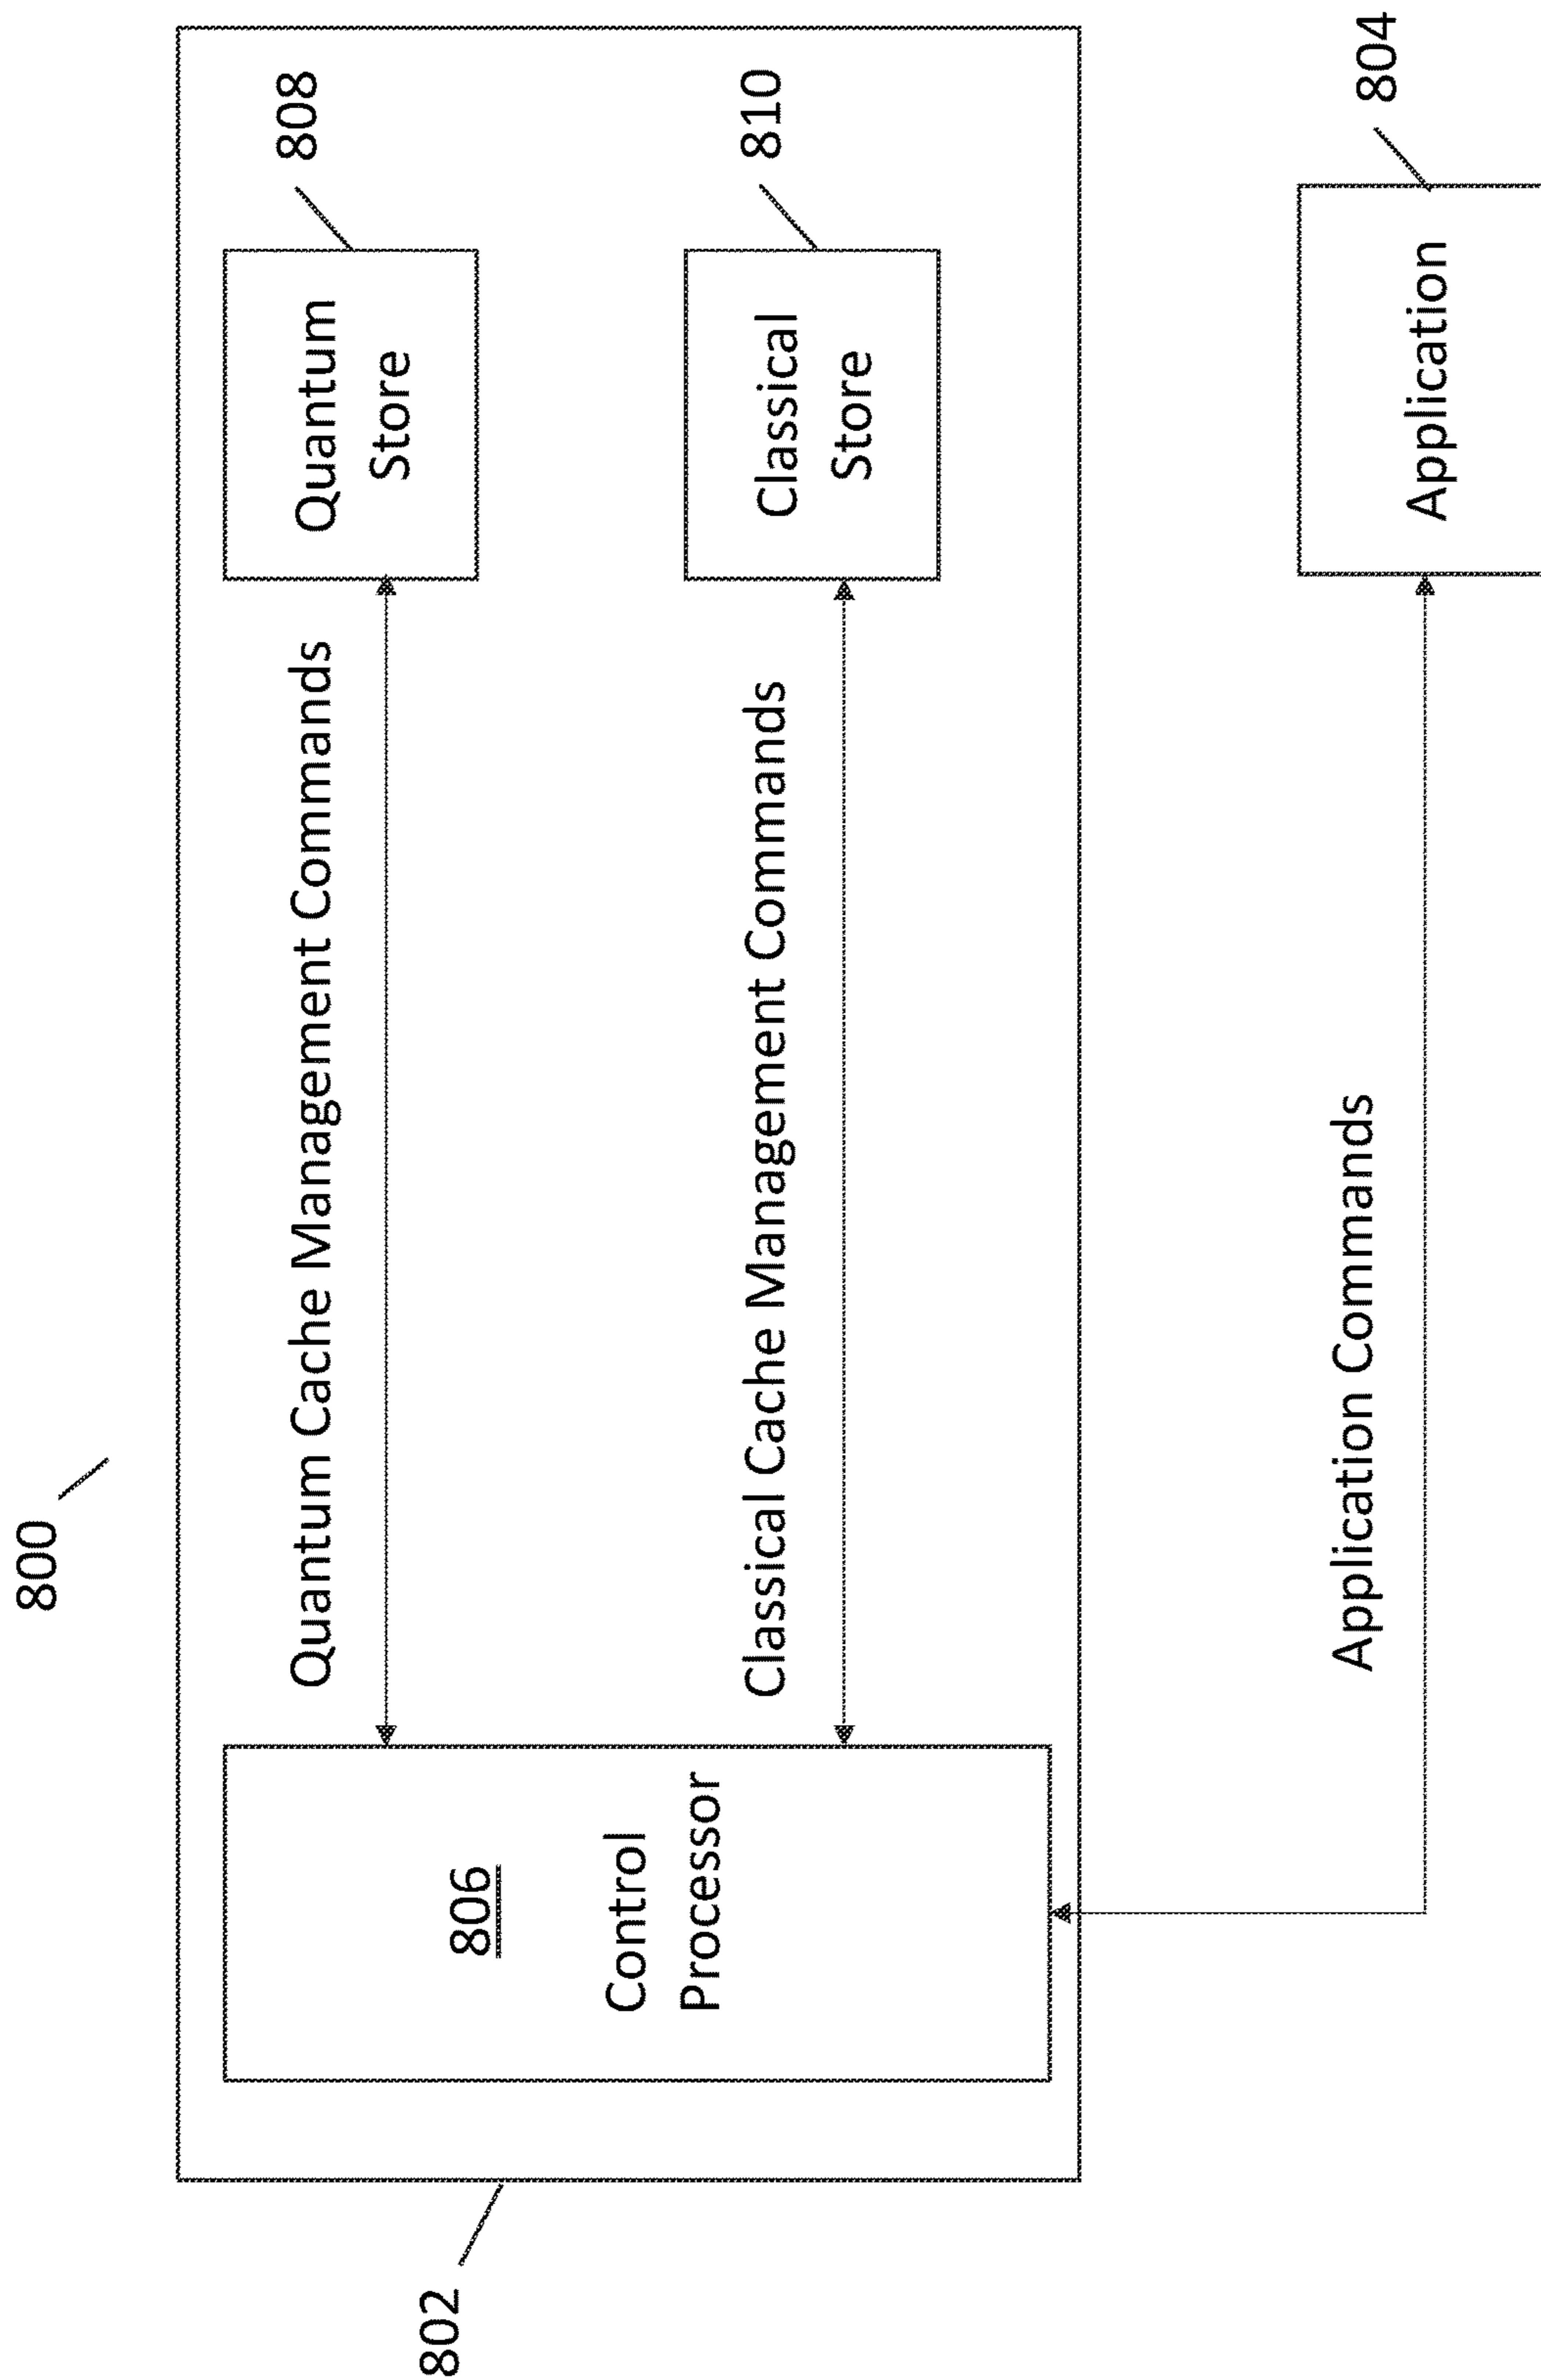 800
802
806
Control
Processor
Quantum Cache Management Commands
Quantum
Store
808
Classical Cache Management Commands
Classical
Store
810
Application Commands
Application
804